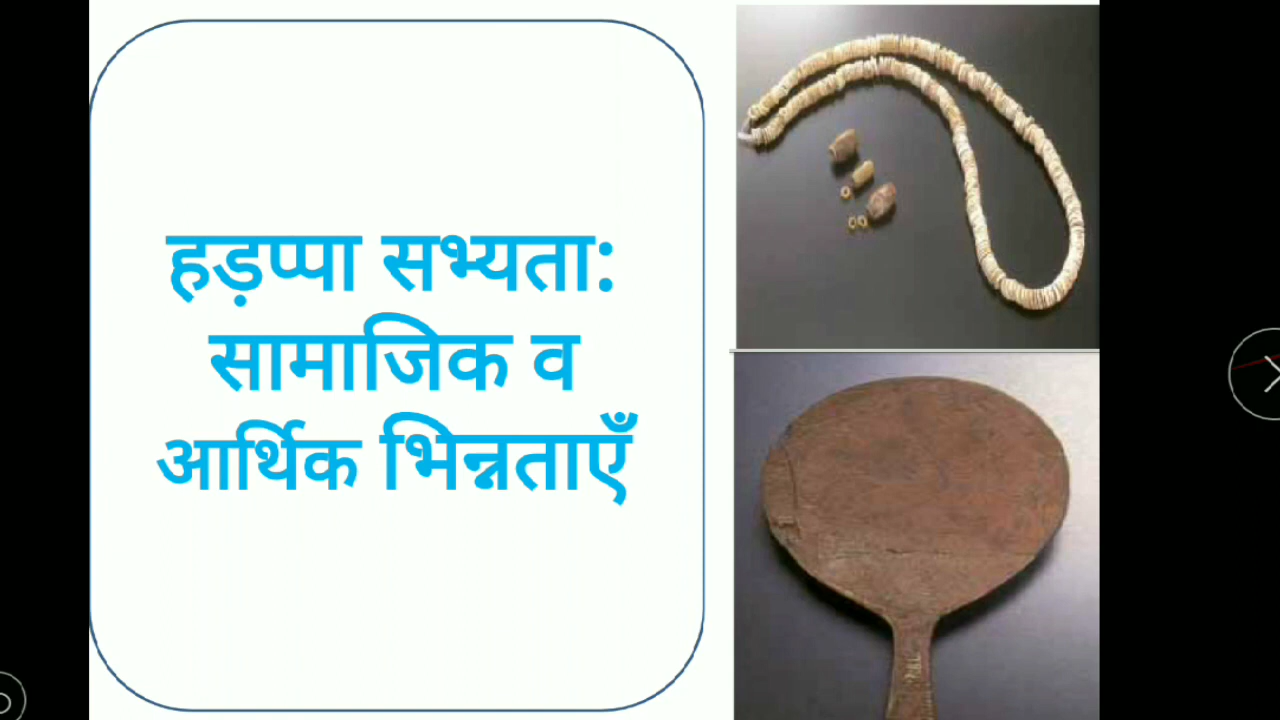 हड़प्पा सभ्यता:
सामाजिक व
आर्थिक भिन्नताएँ